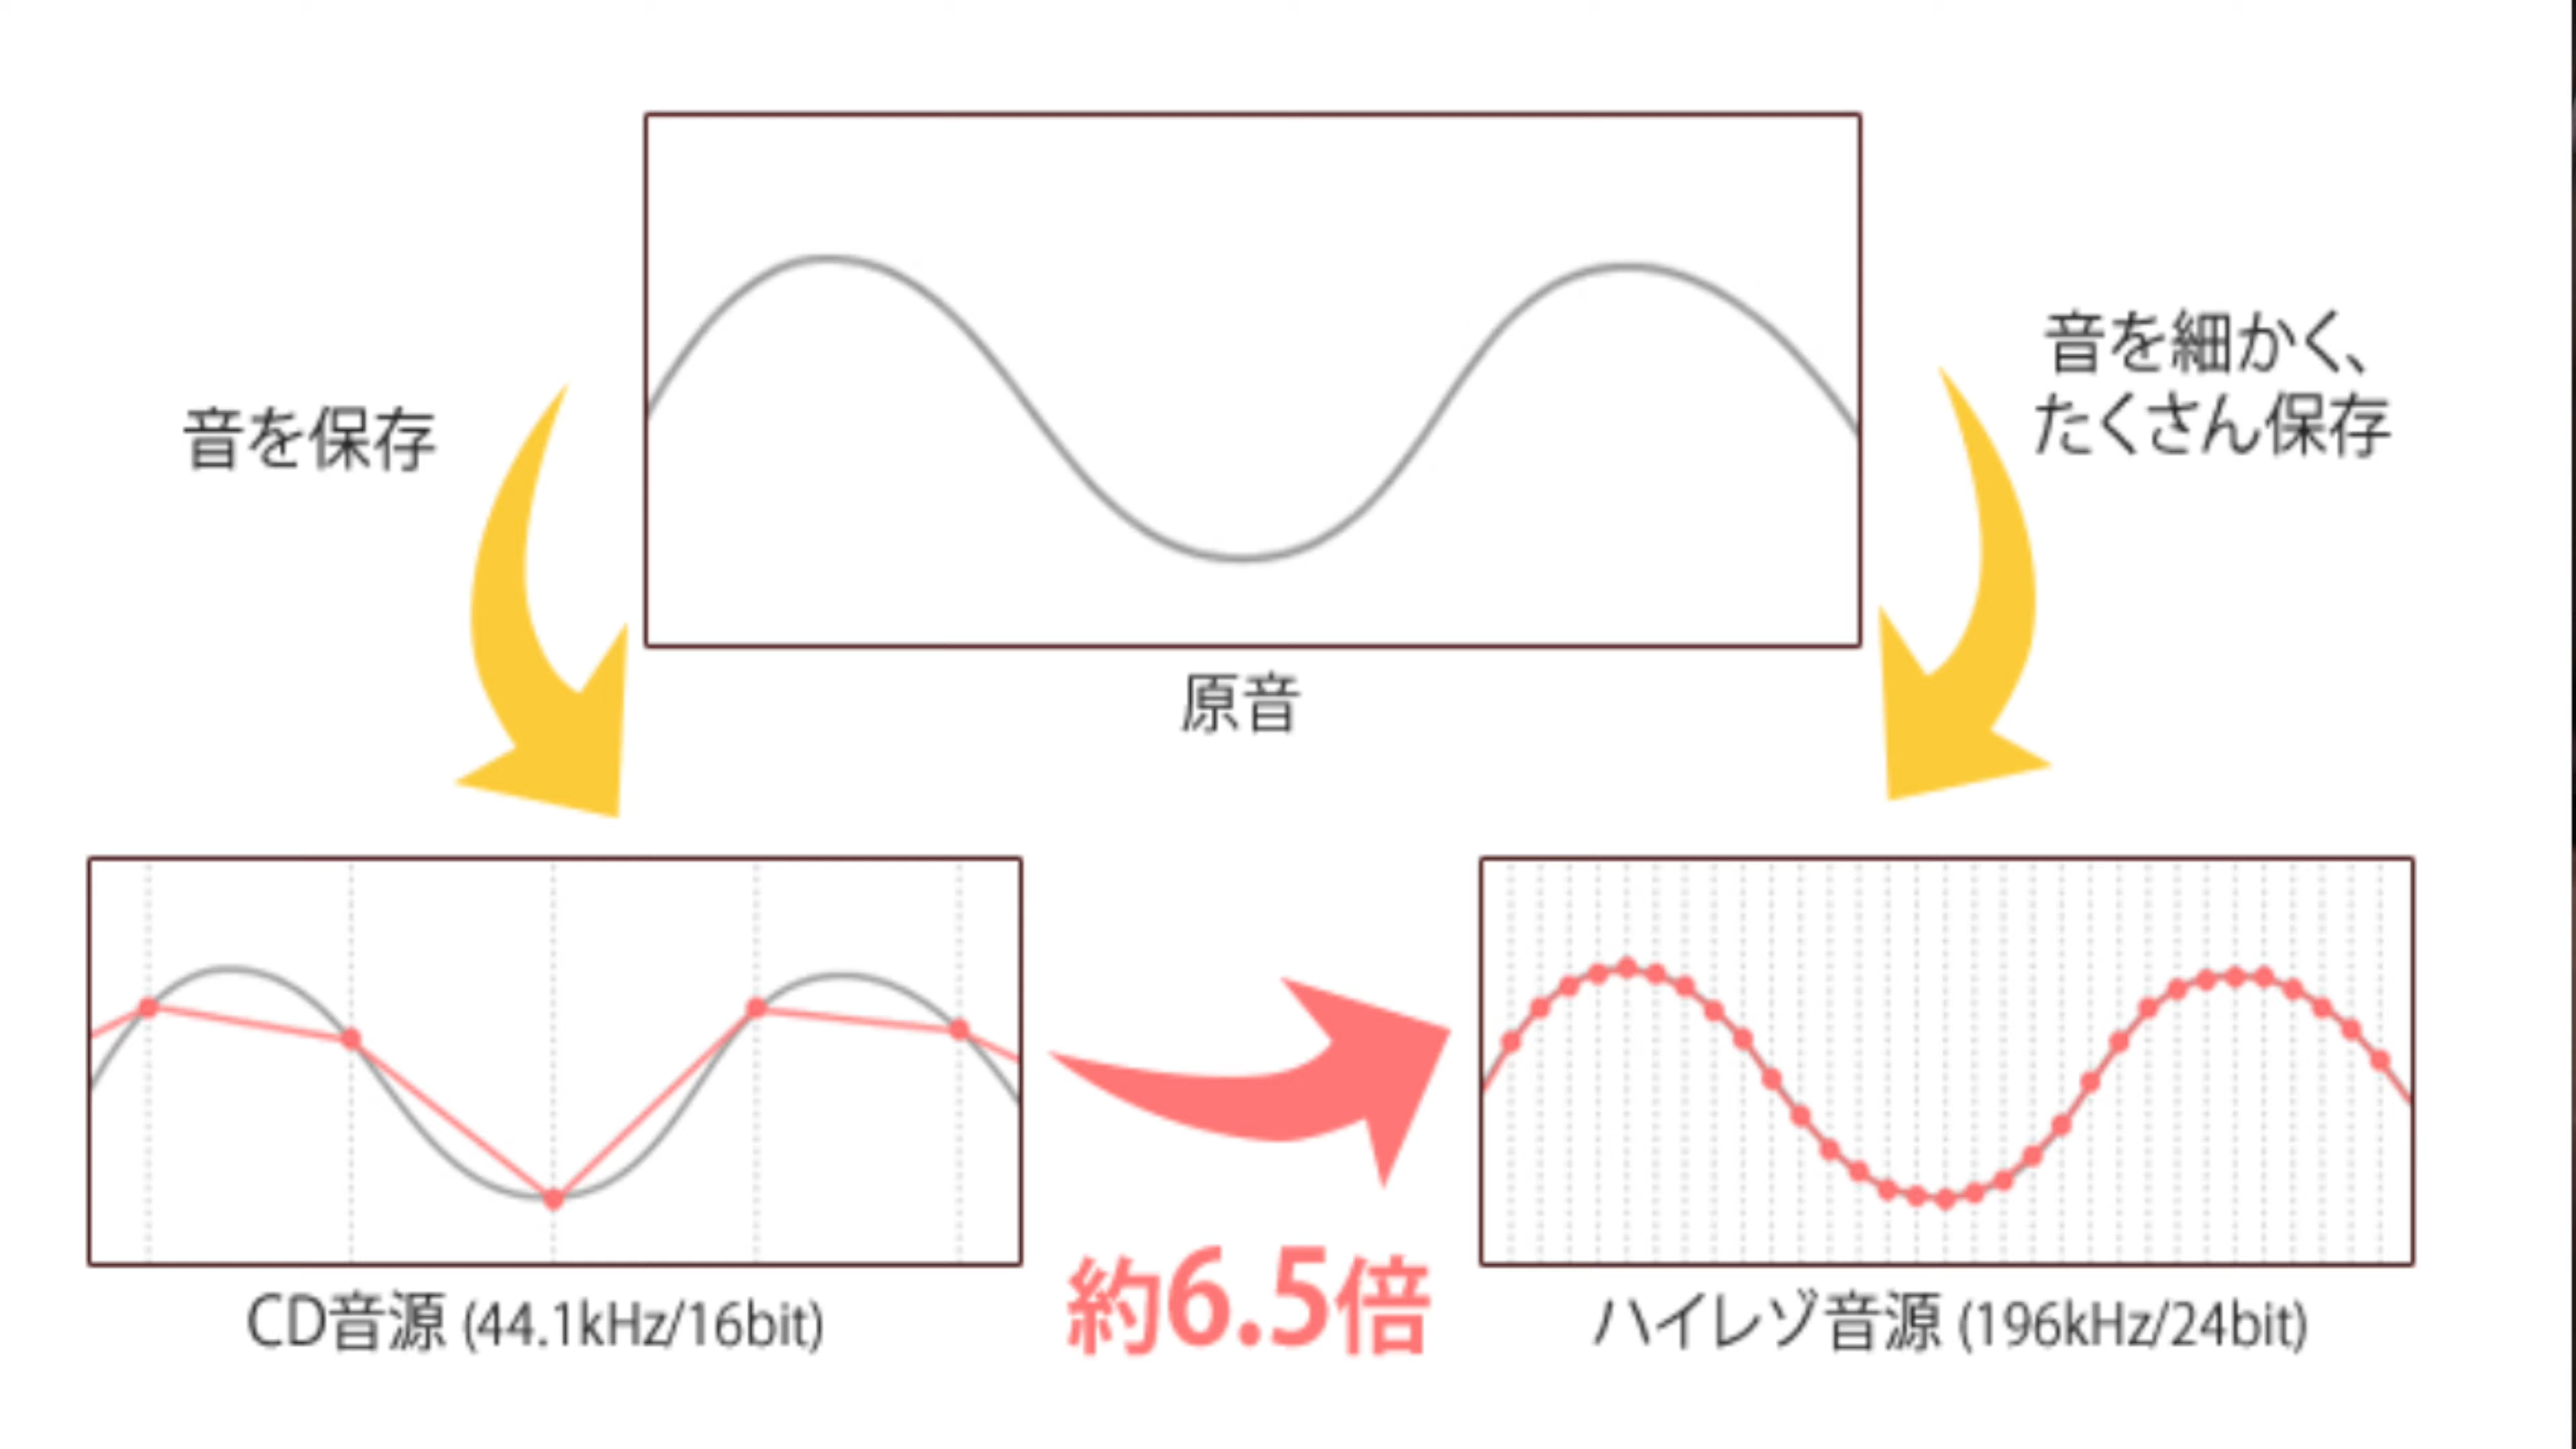 音を保存
音を細かく、
たくさん保存
原音
約6.5倍
CD音源 (44.1kHz/16bit)
ハイレゾ音源 (196kHz/24bit)